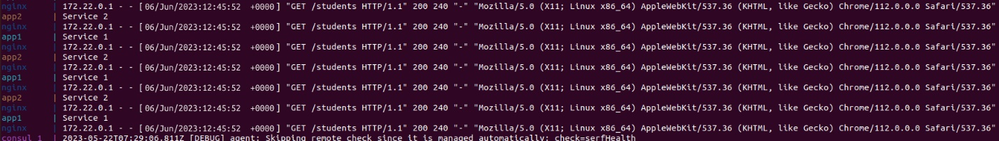 nginx | 172.22.0.1 - - [06/Jun/2023:12:45:52 +0000] "GET /students HTTP/1.1" 200 240 "-" "Mozilla/5.0 (X11; Linux x86_64) AppleWebKit/537.36 (KHTML, like Gecko) Chrome/112.0.0.0 Safari/537.36"
app2 | Service 2
nginx | 172.22.0.1 - - [06/Jun/2023:12:45:52 +0000] "GET /students HTTP/1.1" 200 240 "-" "Mozilla/5.0 (X11; Linux x86_64) AppleWebKit/537.36 (KHTML, like Gecko) Chrome/112.0.0.0 Safari/537.36"
app1 | Service 1
nginx | 172.22.0.1 - - [06/Jun/2023:12:45:52 +0000] "GET /students HTTP/1.1" 200 240 "-" "Mozilla/5.0 (X11; Linux x86_64) AppleWebKit/537.36 (KHTML, like Gecko) Chrome/112.0.0.0 Safari/537.36"
app2 | Service 2
nginx | 172.22.0.1 - - [06/Jun/2023:12:45:52 +0000] "GET /students HTTP/1.1" 200 240 "-" "Mozilla/5.0 (X11; Linux x86_64) AppleWebKit/537.36 (KHTML, like Gecko) Chrome/112.0.0.0 Safari/537.36"
app1 | Service 1
nginx | 172.22.0.1 - - [06/Jun/2023:12:45:52 +0000] "GET /students HTTP/1.1" 200 240 "-" "Mozilla/5.0 (X11; Linux x86_64) AppleWebKit/537.36 (KHTML, like Gecko) Chrome/112.0.0.0 Safari/537.36"
app2 | Service 2
nginx | 172.22.0.1 - - [06/Jun/2023:12:45:52 +0000] "GET /students HTTP/1.1" 200 240 "-" "Mozilla/5.0 (X11; Linux x86_64) AppleWebKit/537.36 (KHTML, like Gecko) Chrome/112.0.0.0 Safari/537.36"
app1 | Service 1
nginx | 172.22.0.1 - - [06/Jun/2023:12:45:52 +0000] "GET /students HTTP/1.1" 200 240 "-" "Mozilla/5.0 (X11; Linux x86_64) AppleWebKit/537.36 (KHTML, like Gecko) Chrome/112.0.0.0 Safari/537.36"
consul_1 | 2023-05-22T07:29:06.811Z [DEBUG] agent: Skipping remote check since it is managed automatically: check=serfHealth